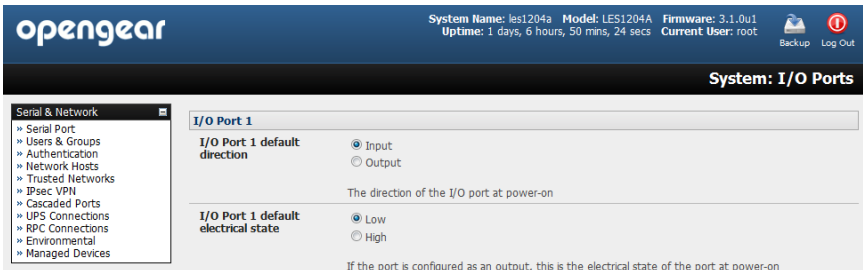 opengear
System Name: les1204a Model: LES1204A Firmware: 3.1.0u1
Uptime: 1 days, 6 hours, 50 mins, 24 secs Current User: root
Backup Log Out
System: I/O Ports
Serial & Network
» Serial Port
» Users & Groups
» Authentication
» Network Hosts
» Trusted Networks
» IPsec VPN
» Cascaded Ports
» UPS Connections
» RPC Connections
» Environmental
» Managed Devices
I/O Port 1
I/O Port 1 default
direction
Input
Output
The direction of the I/O port at power-on
I/O Port 1 default
electrical state
Low
High
If the port is configured as an output, this is the electrical state of the port at power-on